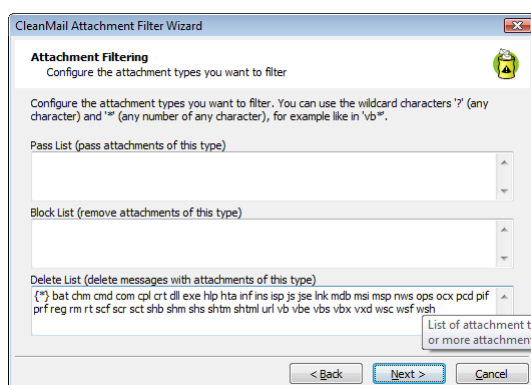 CleanMail Attachment Filter Wizard
Attachment Filtering
Configure the attachment types you want to filter
Configure the attachment types you want to filter. You can use the wildcard characters '?' (any
character) and '*' (any number of any character), for example like in 'vb*'.
Pass List (pass attachments of this type)
Block List (remove attachments of this type)
Delete List (delete messages with attachments of this type)
{*} bat chm cmd com cpl crt dll exe hlp hta inf ins isp js jse lnk mdb msi msp nws ops ocx pcd pif
prf reg rm rt scf scr sct shb shm shs shtm shtml url vb vbe vbs vbx vxd wsc wsf wsh
List of attachment t
or more attachment
< Back
Next >
Cancel